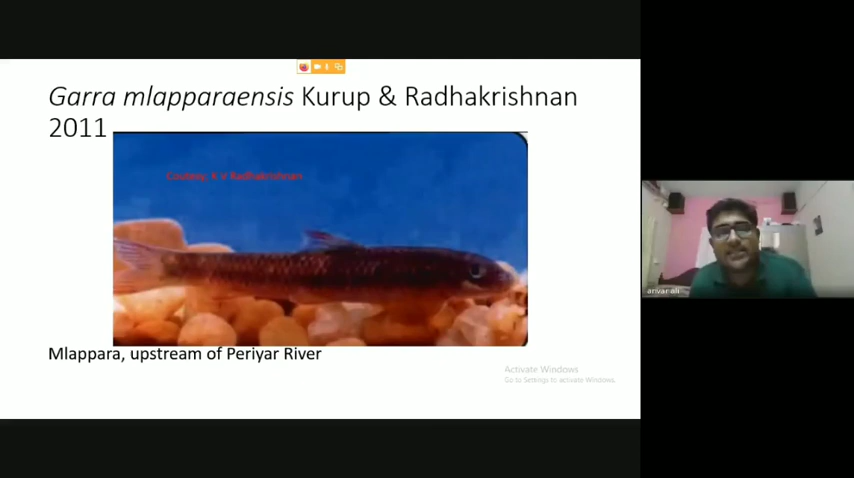 Garra mlapparaensis Kurup & Radhakrishnan
2011
Coutesy; K V Radhakrishnan
Mlappara, upstream of Periyar River
Activate Windows
Go to Settings to activate Windows.
anvar ali